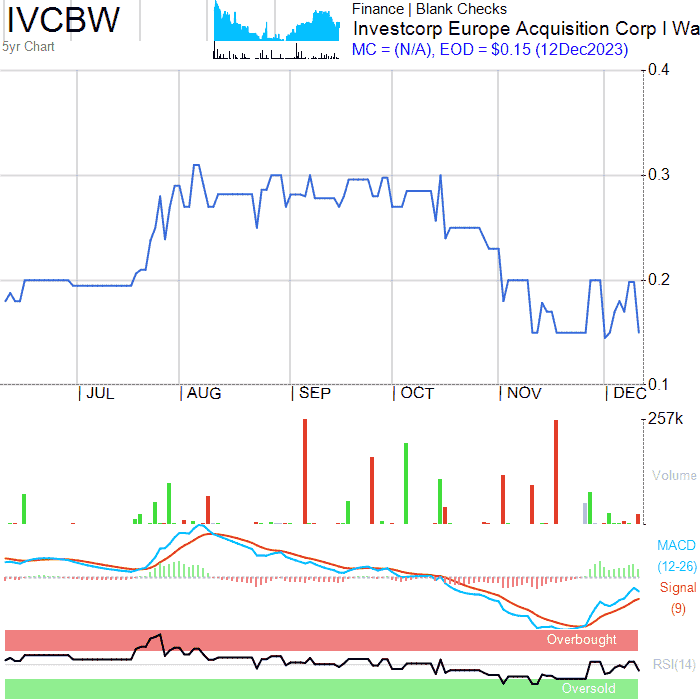 IVCBW
5yr Chart
Finance | Blank Checks
Investcorp Europe Acquisition Corp I Wa
MC = (N/A), EOD = $0.15 (12Dec2023)
0.4
0.3
0.2
0.1
| JUL | AUG | SEP | OCT | NOV | DEC
257k
Volume
MACD
(12-26)
Signal
(9)
Overbought
RSI(14)
Oversold